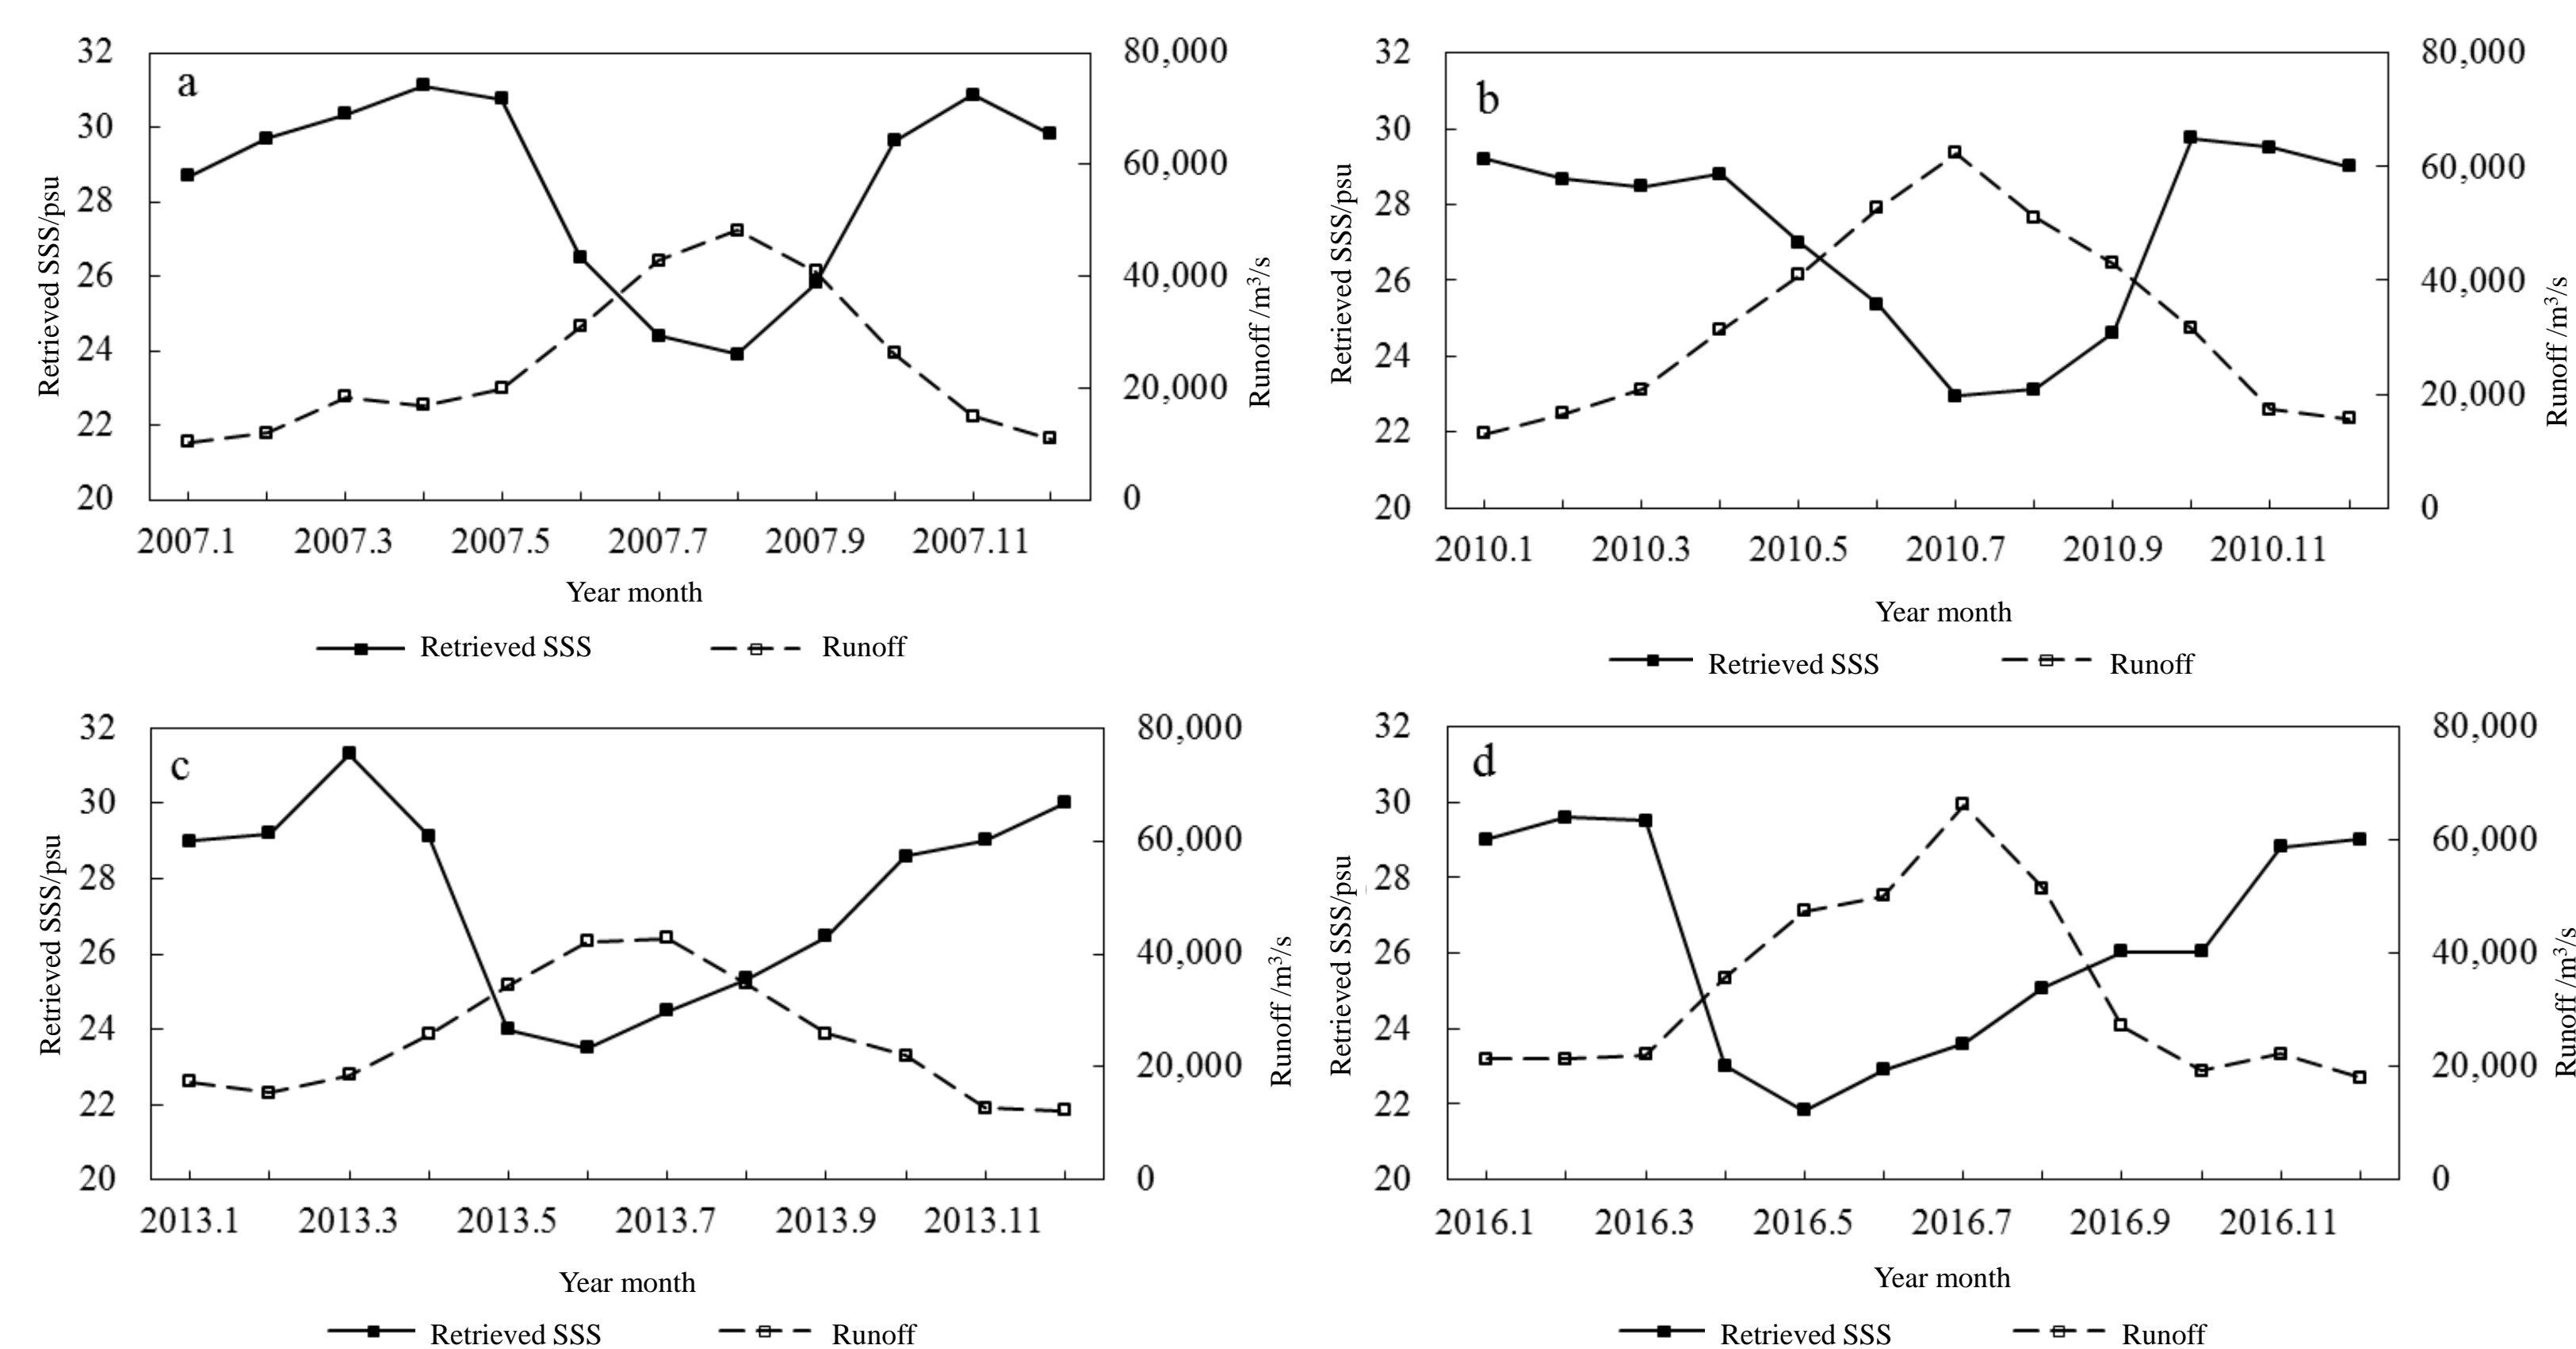 a
32
30
28
26
24
22
20
Retrieved SSS/psu
80,000
60,000
40,000
20,000
0
Runoff /m³/s
2007.1 2007.3 2007.5 2007.7 2007.9 2007.11
Year month
Retrieved SSS Runoff
b
32
30
28
26
24
22
20
Retrieved SSS/psu
80,000
60,000
40,000
20,000
0
Runoff /m³/s
2010.1 2010.3 2010.5 2010.7 2010.9 2010.11
Year month
Retrieved SSS Runoff
c
32
30
28
26
24
22
20
Retrieved SSS/psu
80,000
60,000
40,000
20,000
0
Runoff /m³/s
2013.1 2013.3 2013.5 2013.7 2013.9 2013.11
Year month
Retrieved SSS Runoff
d
32
30
28
26
24
22
20
Retrieved SSS/psu
80,000
60,000
40,000
20,000
0
Runoff /m³/s
2016.1 2016.3 2016.5 2016.7 2016.9 2016.11
Year month
Retrieved SSS Runoff